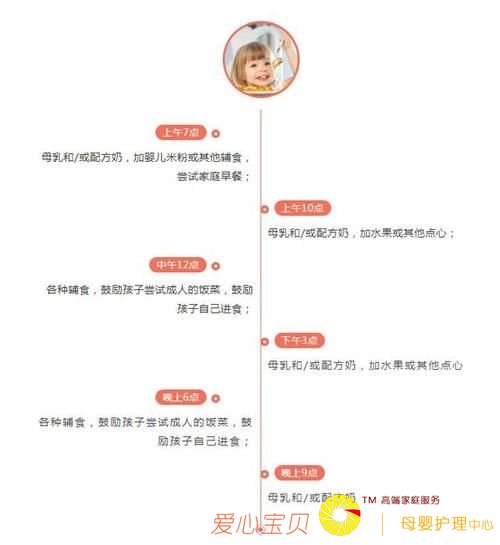 上午7点
母乳和/或配方奶，加婴儿米粉或其他辅食，
尝试家庭早餐；
上午10点
母乳和/或配方奶，加水果或其他点心；
中午12点
各种辅食，鼓励孩子尝试成人的饭菜，鼓励
孩子自己进食；
下午3点
母乳和/或配方奶，加水果或其他点心
晚上6点
各种辅食，鼓励孩子尝试成人的饭菜，鼓
励孩子自己进食；
晚上9点
母乳和/或配方奶
TM 高端家庭服务
爱心宝贝
母婴护理中心